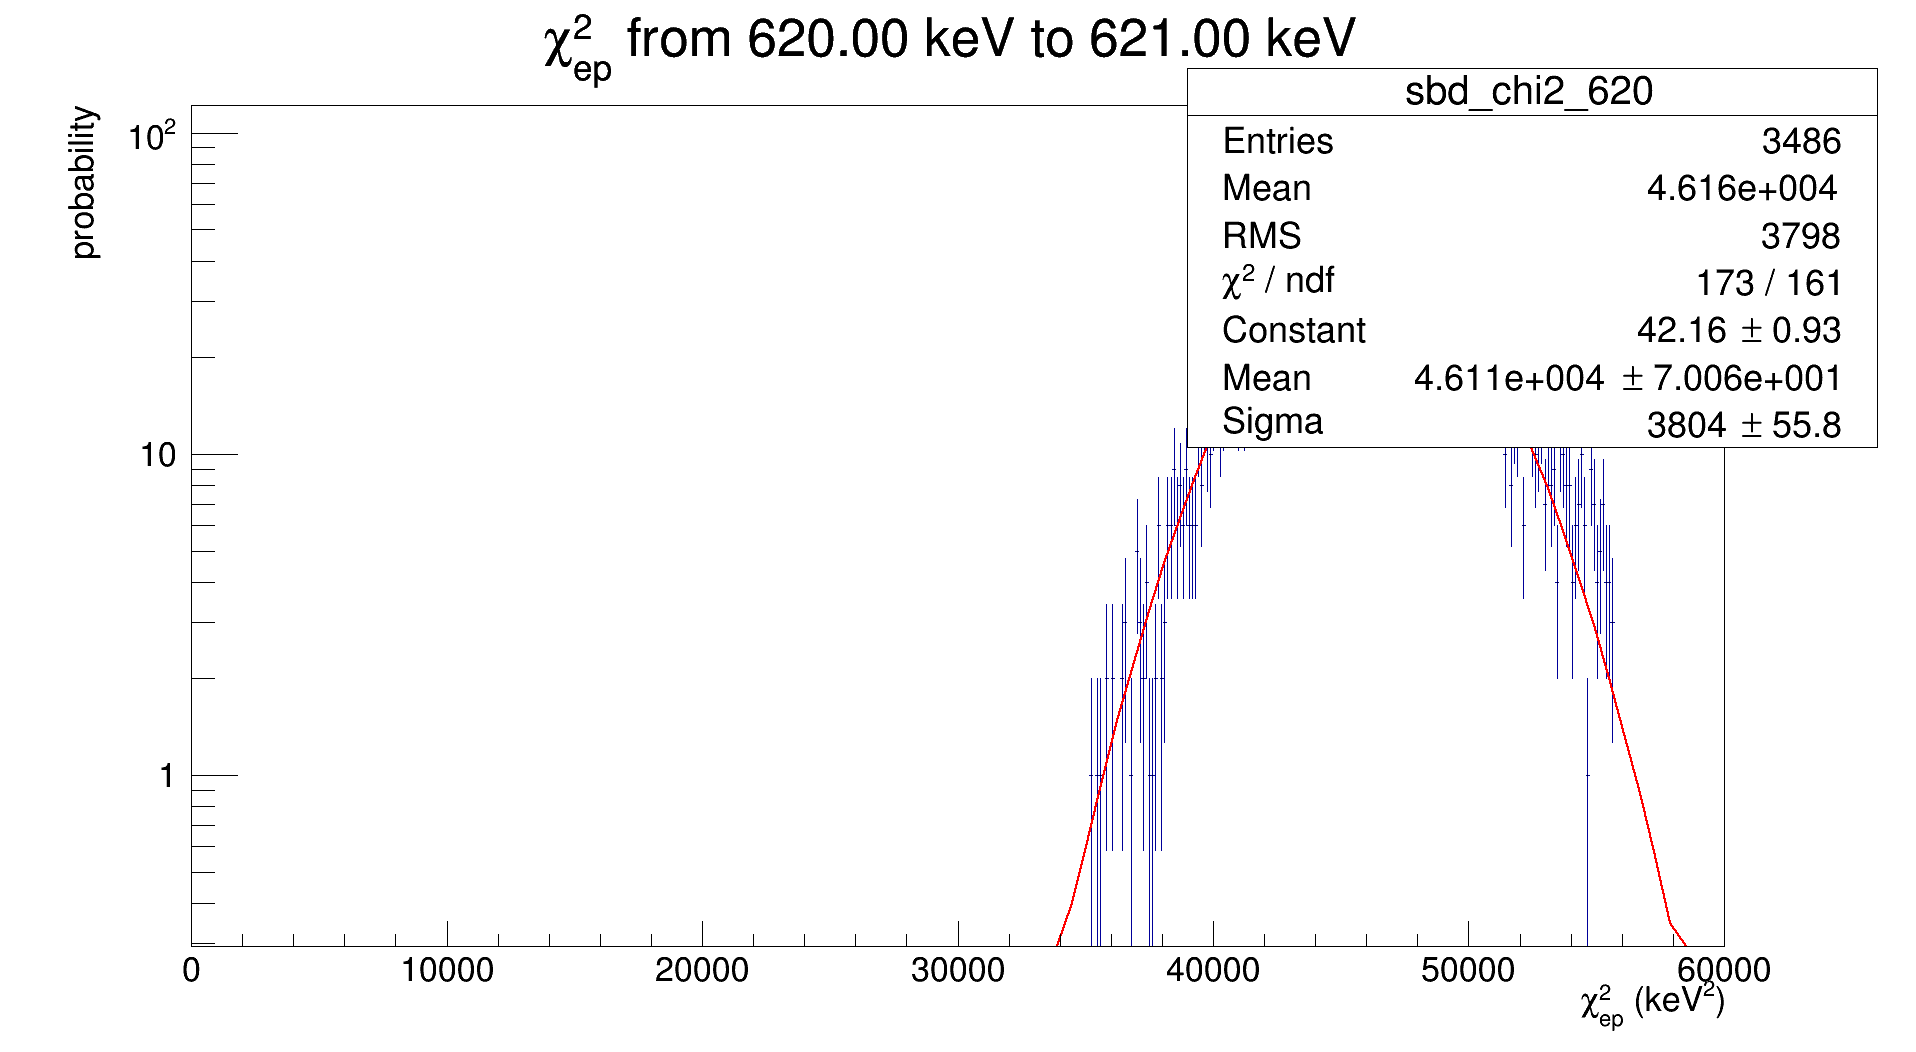 χ²ep from 620.00 keV to 621.00 keV
probability
sbd_chi2_620
Entries 3486
Mean 4.616e+004
RMS 3798
χ² / ndf 173 / 161
Constant 42.16 ± 0.93
Mean 4.611e+004 ± 7.006e+001
Sigma 3804 ± 55.8
10²
10
1
0 10000 20000 30000 40000 50000 60000
χ²ep (keV²)